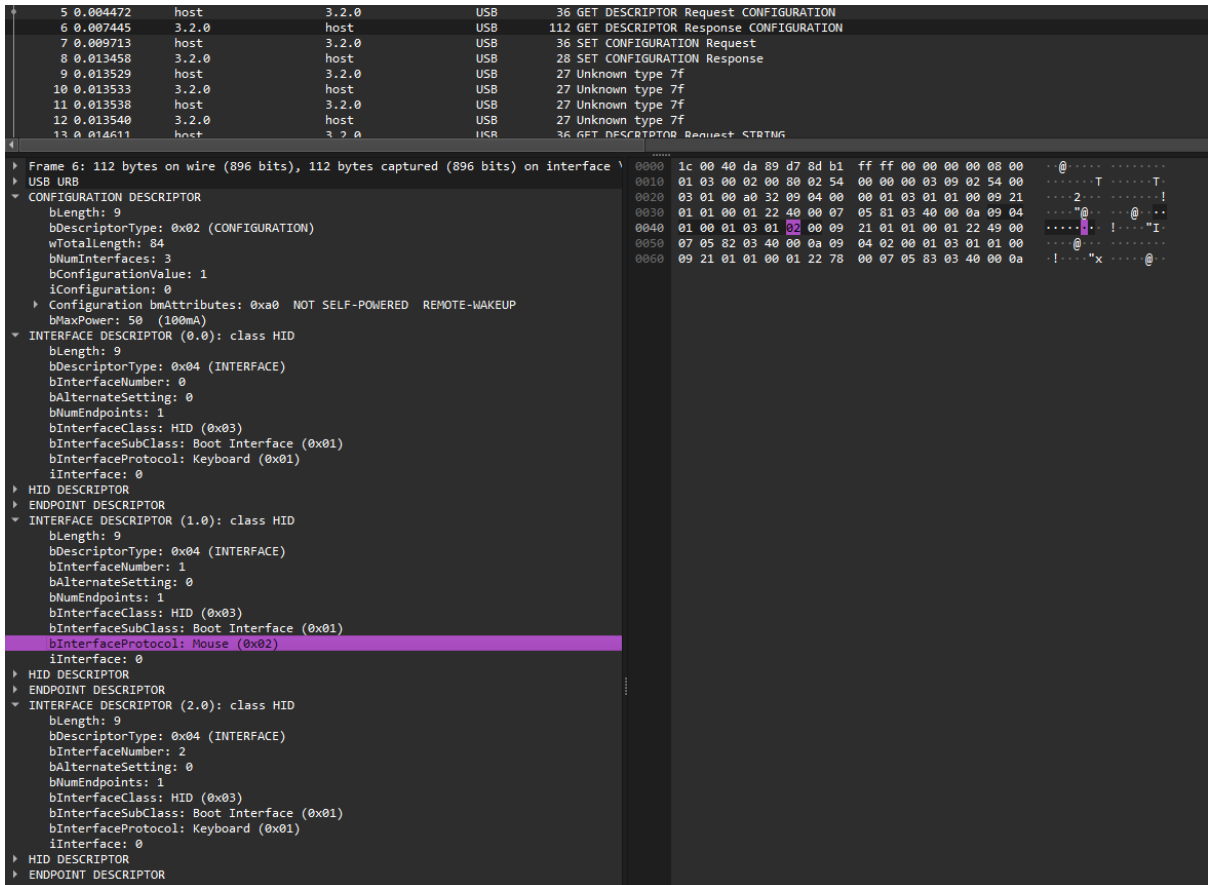 5 0.004472 host 3.2.0 USB 36 GET DESCRIPTOR Request CONFIGURATION
6 0.007445 3.2.0 host USB 112 GET DESCRIPTOR Response CONFIGURATION
7 0.009713 host 3.2.0 USB 36 SET CONFIGURATION Request
8 0.013458 3.2.0 host USB 28 SET CONFIGURATION Response
9 0.013529 host 3.2.0 USB 27 Unknown type 7f
10 0.013533 3.2.0 host USB 27 Unknown type 7f
11 0.013538 host 3.2.0 USB 27 Unknown type 7f
12 0.013540 3.2.0 host USB 27 Unknown type 7f
13 0.014611 host 3.2.0 USB 36 GET DESCRIPTOR Request STRING
Frame 6: 112 bytes on wire (896 bits), 112 bytes captured (896 bits) on interface \
USB URB
CONFIGURATION DESCRIPTOR
bLength: 9
bDescriptorType: 0x02 (CONFIGURATION)
wTotalLength: 84
bNumInterfaces: 3
bConfigurationValue: 1
iConfiguration: 0
Configuration bmAttributes: 0xa0 NOT SELF-POWERED REMOTE-WAKEUP
bMaxPower: 50 (100mA)
INTERFACE DESCRIPTOR (0.0): class HID
bLength: 9
bDescriptorType: 0x04 (INTERFACE)
bInterfaceNumber: 0
bAlternateSetting: 0
bNumEndpoints: 1
bInterfaceClass: HID (0x03)
bInterfaceSubClass: Boot Interface (0x01)
bInterfaceProtocol: Keyboard (0x01)
iInterface: 0
HID DESCRIPTOR
ENDPOINT DESCRIPTOR
INTERFACE DESCRIPTOR (1.0): class HID
bLength: 9
bDescriptorType: 0x04 (INTERFACE)
bInterfaceNumber: 1
bAlternateSetting: 0
bNumEndpoints: 1
bInterfaceClass: HID (0x03)
bInterfaceSubClass: Boot Interface (0x01)
bInterfaceProtocol: Mouse (0x02)
iInterface: 0
HID DESCRIPTOR
ENDPOINT DESCRIPTOR
INTERFACE DESCRIPTOR (2.0): class HID
bLength: 9
bDescriptorType: 0x04 (INTERFACE)
bInterfaceNumber: 2
bAlternateSetting: 0
bNumEndpoints: 1
bInterfaceClass: HID (0x03)
bInterfaceSubClass: Boot Interface (0x01)
bInterfaceProtocol: Keyboard (0x01)
iInterface: 0
HID DESCRIPTOR
ENDPOINT DESCRIPTOR
0000 1c 00 40 da 89 d7 8d b1 ff ff 00 00 00 00 08 00 ··@····· ········
0010 01 03 00 02 00 80 02 54 00 00 00 03 09 02 54 00 ·······T ······T·
0020 03 01 00 a0 32 09 04 00 00 01 03 01 01 00 09 21 ····2··· ·······!
0030 01 01 00 01 22 40 00 07 05 81 03 40 00 0a 09 04 ····"@·· ···@····
0040 01 00 01 03 01 02 00 09 21 01 01 00 01 22 49 00 ········ !····"I·
0050 07 05 82 03 40 00 0a 09 04 02 00 01 03 01 01 00 ····@··· ········
0060 09 21 01 01 00 01 22 78 00 07 05 83 03 40 00 0a ·!····"x ·····@··